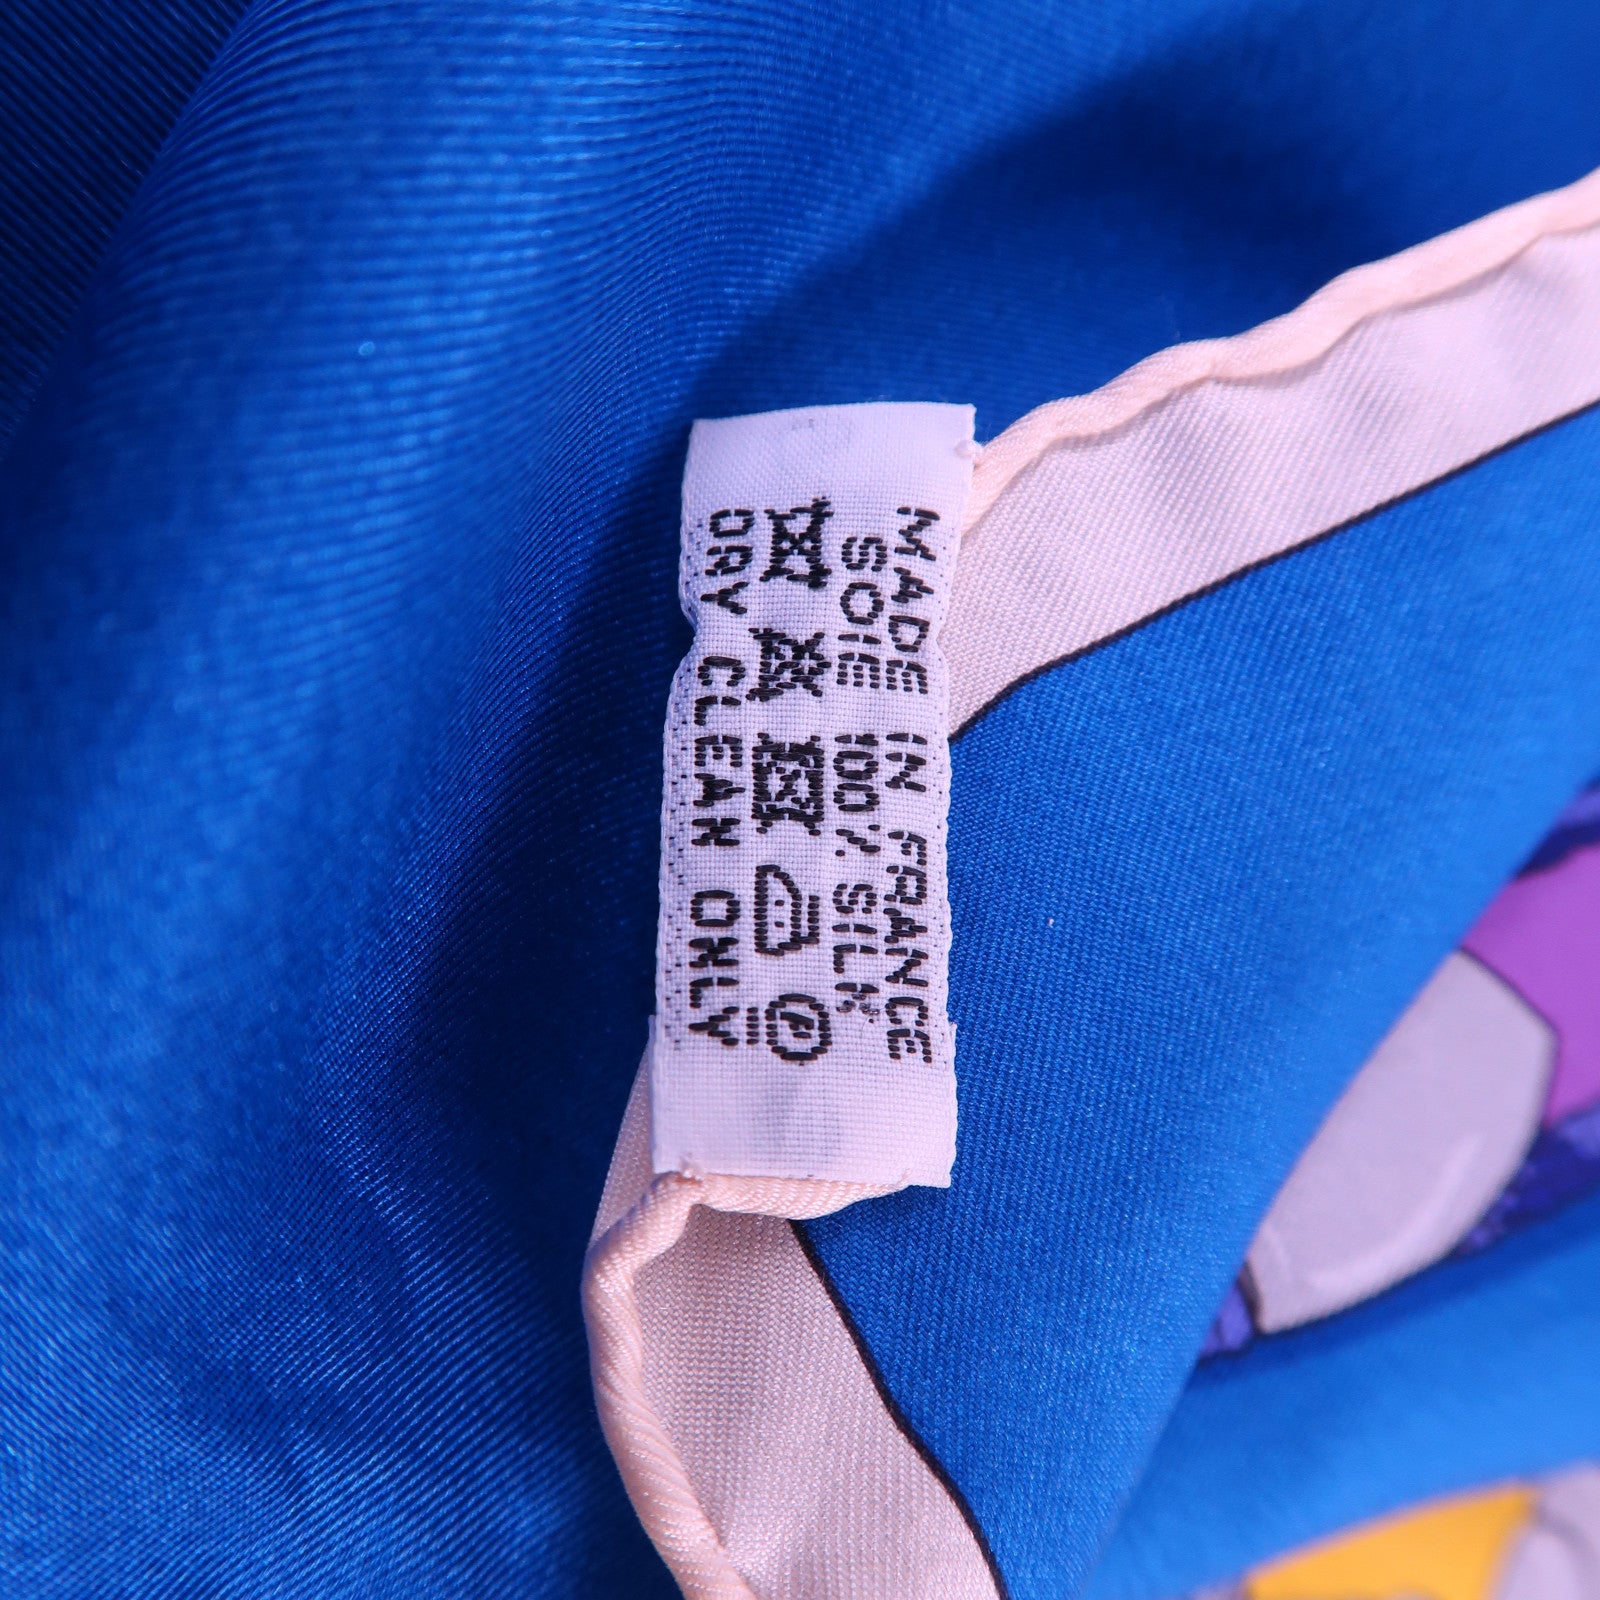 MADE IN FRANCE
SOIE 100% SILK
P
DRY CLEAN ONLY